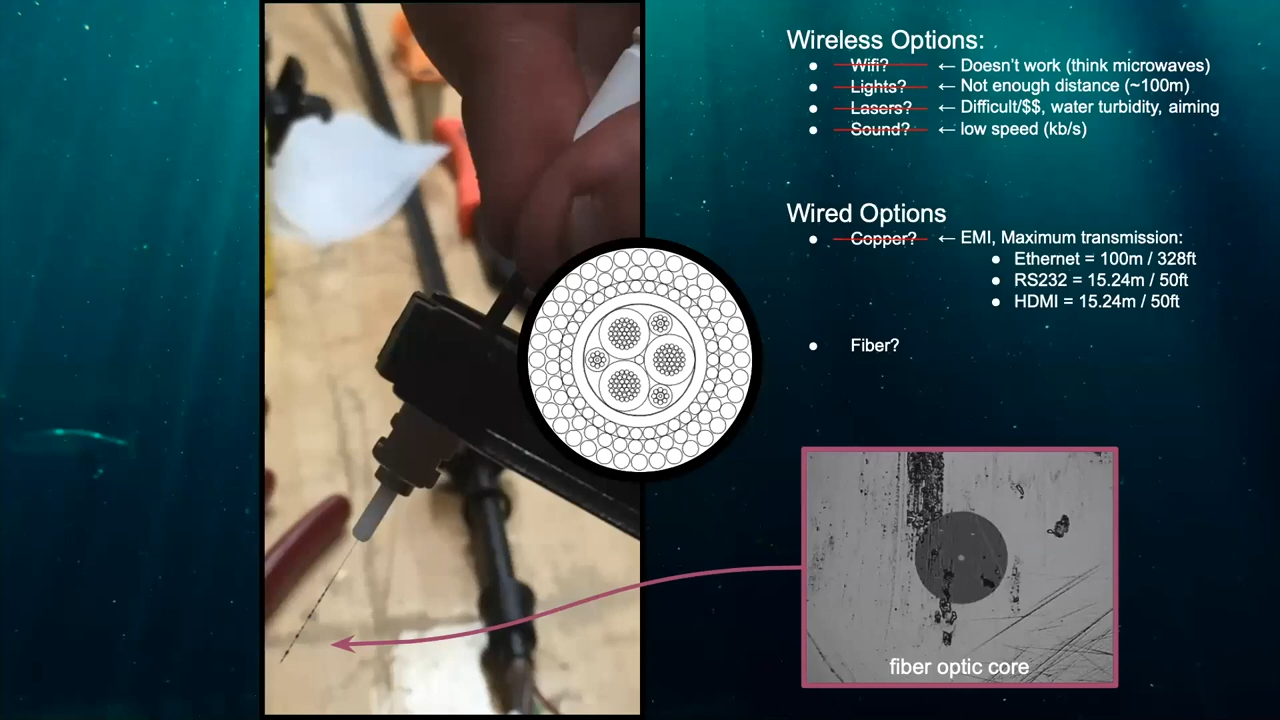 Wireless Options:
● Wifi? ← Doesn't work (think microwaves)
● Lights? ← Not enough distance (~100m)
● Lasers? ← Difficult/$$, water turbidity, aiming
● Sound? ← low speed (kb/s)
Wired Options
● Copper? ← EMI, Maximum transmission:
● Ethernet = 100m / 328ft
● RS232 = 15.24m / 50ft
● HDMI = 15.24m / 50ft
● Fiber?
fiber optic core